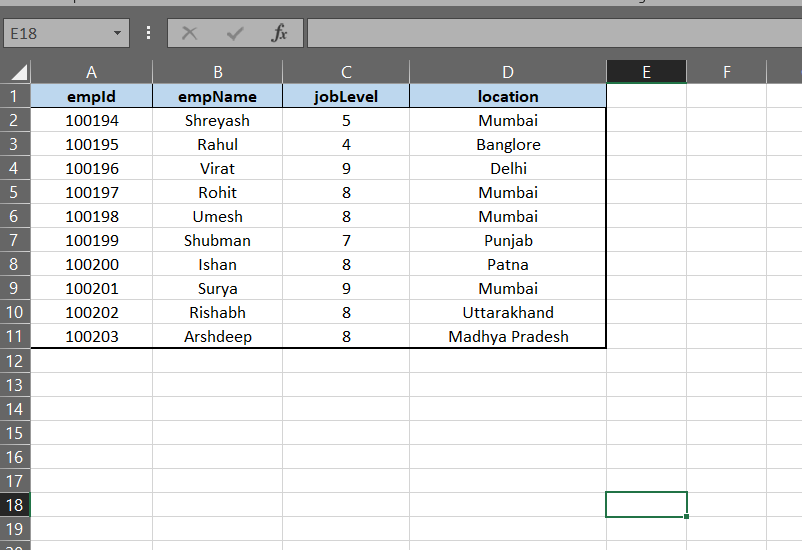 E18 fx
A B C D E F
1 empId empName jobLevel location
2 100194 Shreyash 5 Mumbai
3 100195 Rahul 4 Banglore
4 100196 Virat 9 Delhi
5 100197 Rohit 8 Mumbai
6 100198 Umesh 8 Mumbai
7 100199 Shubman 7 Punjab
8 100200 Ishan 8 Patna
9 100201 Surya 9 Mumbai
10 100202 Rishabh 8 Uttarakhand
11 100203 Arshdeep 8 Madhya Pradesh
12
13
14
15
16
17
18
19